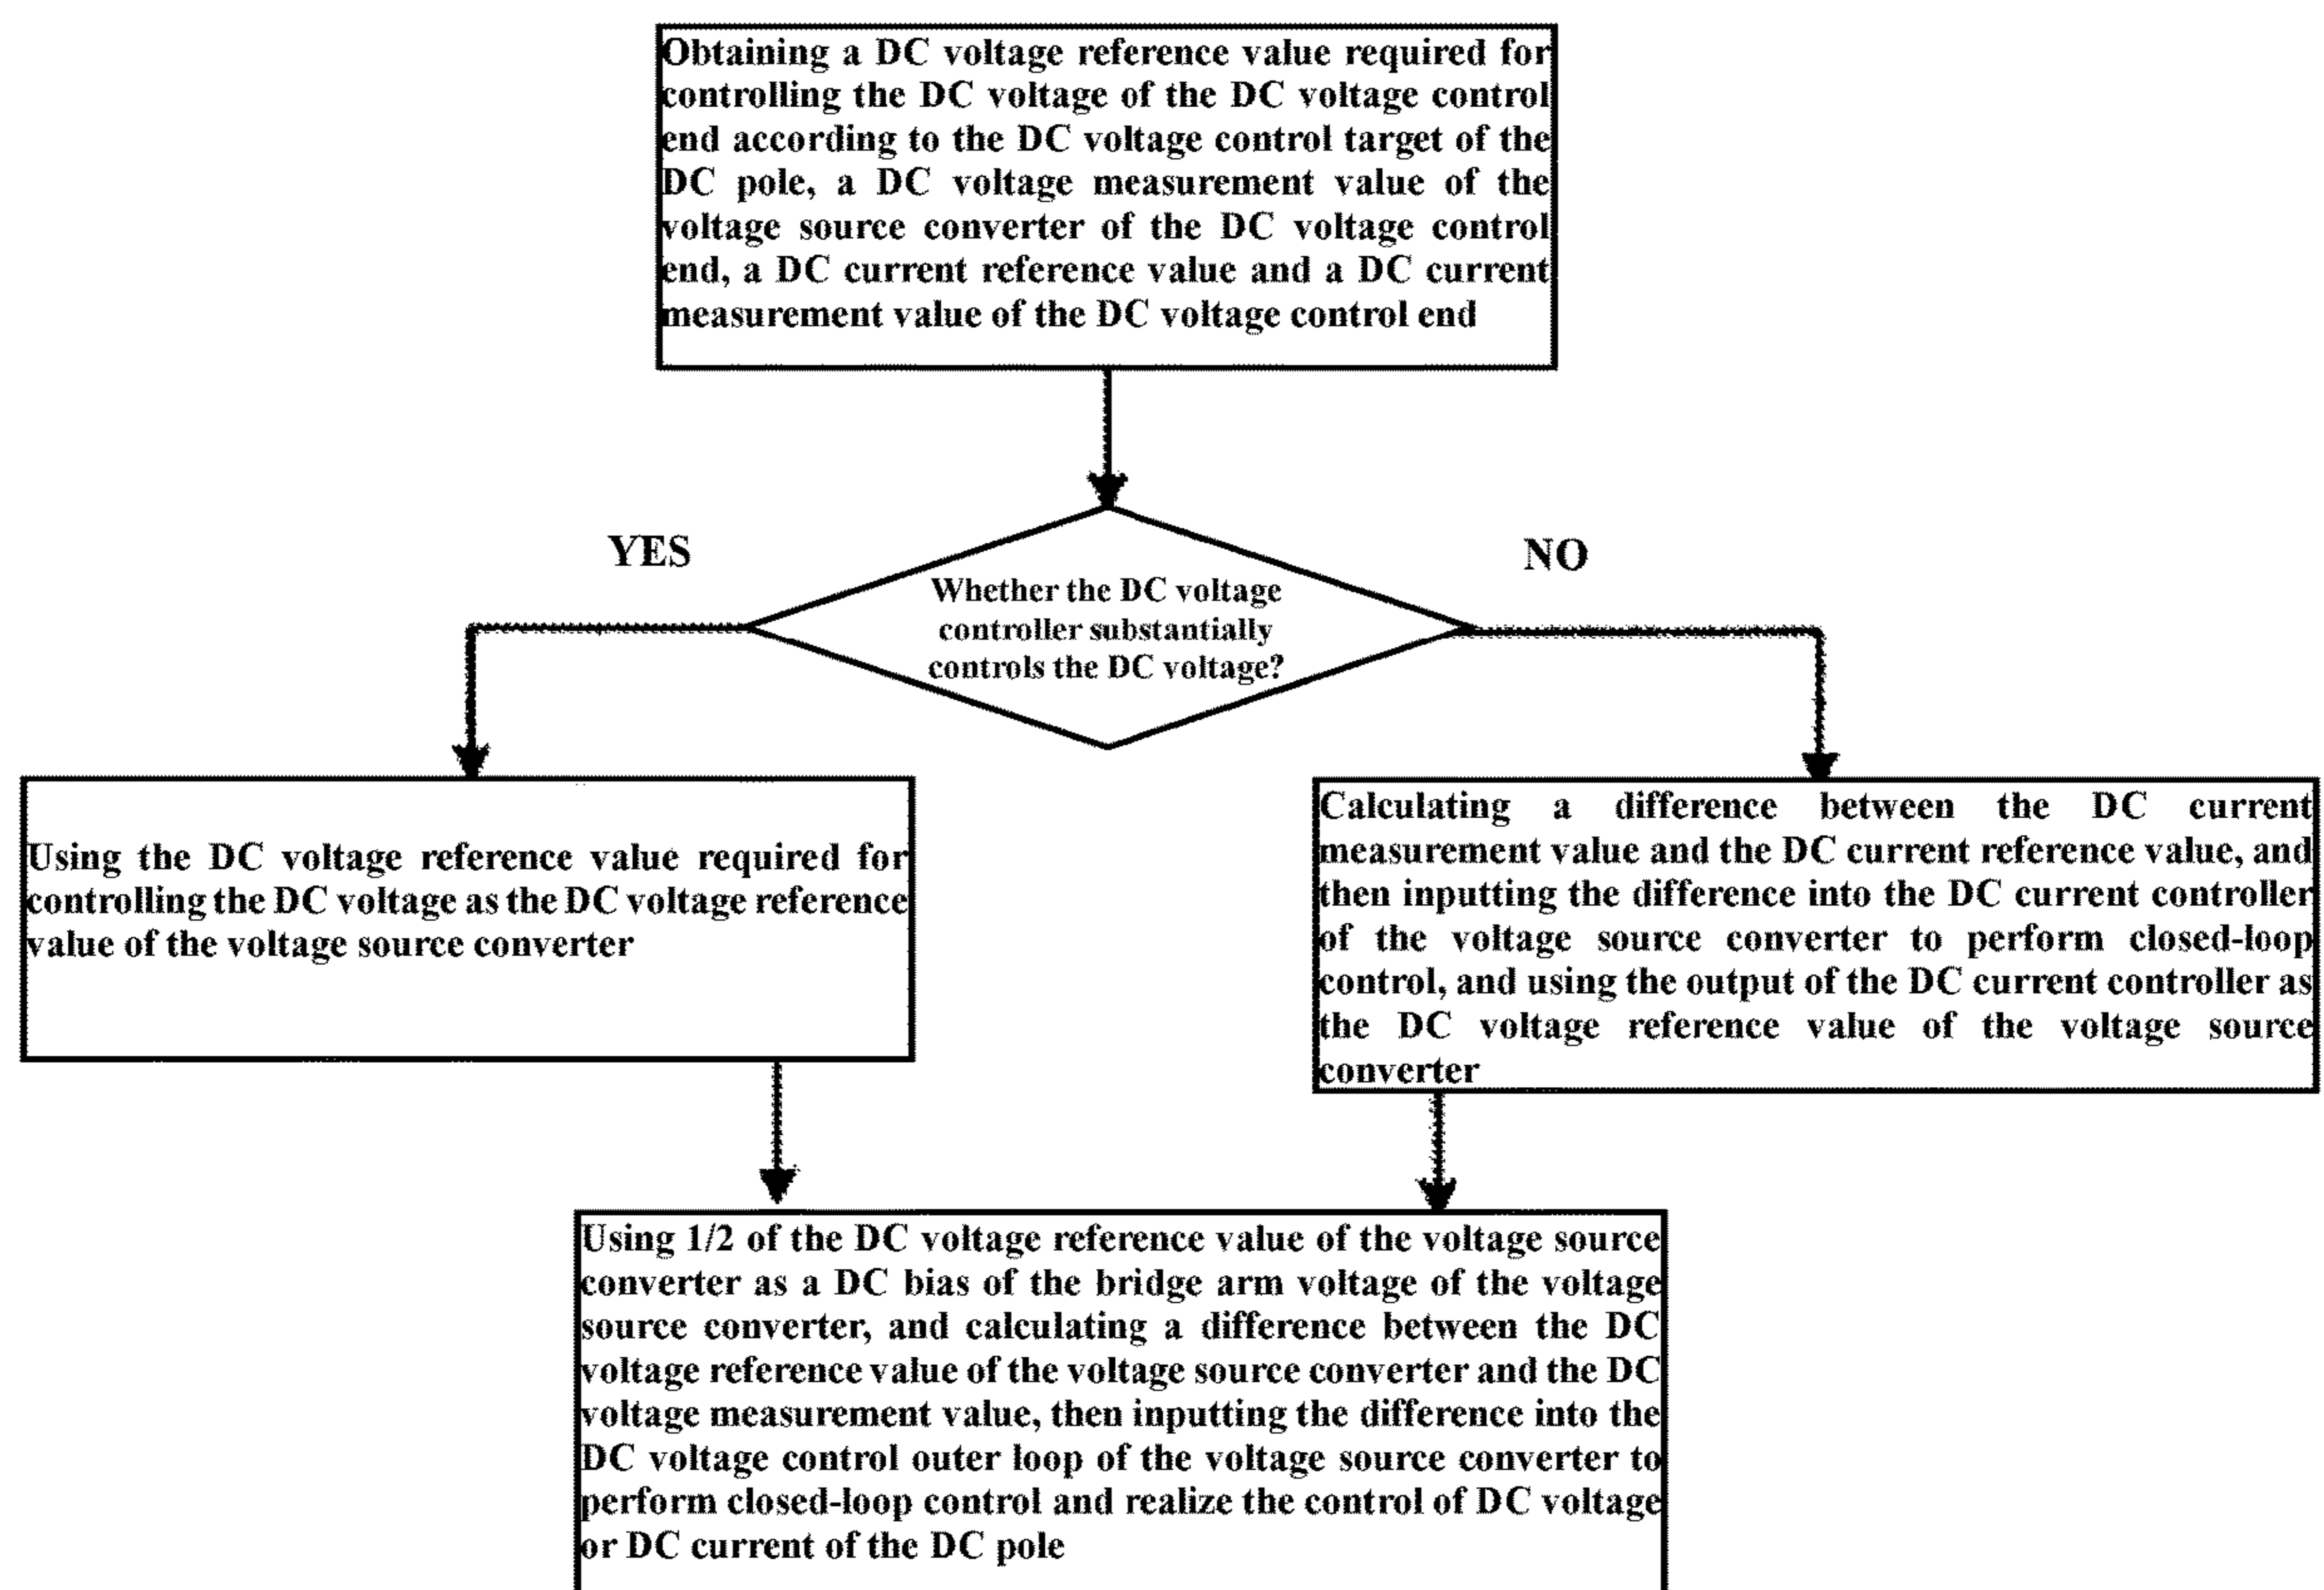 Obtaining a DC voltage reference value required for
controlling the DC voltage of the DC voltage control
end according to the DC voltage control target of the
DC pole, a DC voltage measurement value of the
voltage source converter of the DC voltage control
end, a DC current reference value and a DC current
measurement value of the DC voltage control end
YES
NO
Whether the DC voltage
controller substantially
controls the DC voltage?
Using the DC voltage reference value required for
controlling the DC voltage as the DC voltage reference
value of the voltage source converter
Calculating a difference between the DC current
measurement value and the DC current reference value, and
then inputting the difference into the DC current controller
of the voltage source converter to perform closed-loop
control, and using the output of the DC current controller as
the DC voltage reference value of the voltage source
converter
Using 1/2 of the DC voltage reference value of the voltage source
converter as a DC bias of the bridge arm voltage of the voltage
source converter, and calculating a difference between the DC
voltage reference value of the voltage source converter and the DC
voltage measurement value, then inputting the difference into the
DC voltage control outer loop of the voltage source converter to
perform closed-loop control and realize the control of DC voltage
or DC current of the DC pole